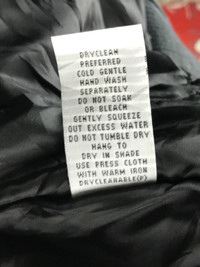 DRYCLEAN
PREFERRED
COLD GENTLE
HAND WASH
SEPARATELY
DO NOT SOAK
OR BLEACH
GENTLY SQUEEZE
OUT EXCESS WATER
DO NOT TUMBLE DRY
HANG TO
DRY IN SHADE
USE PRESS CLOTH
WITH WARM IRON
DRYCLEANABLE(P)